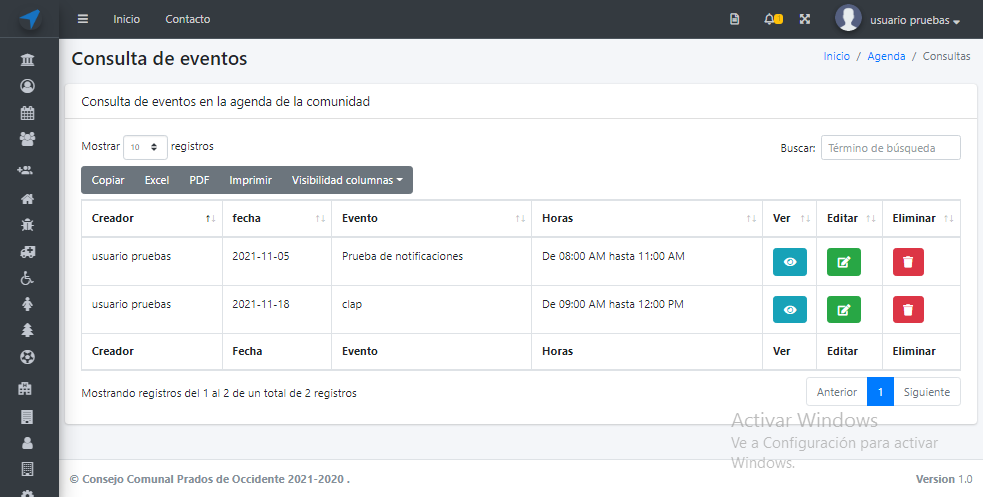 Inicio Contacto usuario pruebas
Consulta de eventos Inicio / Agenda / Consultas
Consulta de eventos en la agenda de la comunidad
Mostrar 10 registros Buscar: Término de búsqueda
Copiar Excel PDF Imprimir Visibilidad columnas
Creador fecha Evento Horas Ver Editar Eliminar
usuario pruebas 2021-11-05 Prueba de notificaciones De 08:00 AM hasta 11:00 AM
usuario pruebas 2021-11-18 clap De 09:00 AM hasta 12:00 PM
Creador Fecha Evento Horas Ver Editar Eliminar
Mostrando registros del 1 al 2 de un total de 2 registros Anterior 1 Siguiente
Activar Windows
Ve a Configuración para activar
Windows.
© Consejo Comunal Prados de Occidente 2021-2020 . Version 1.0